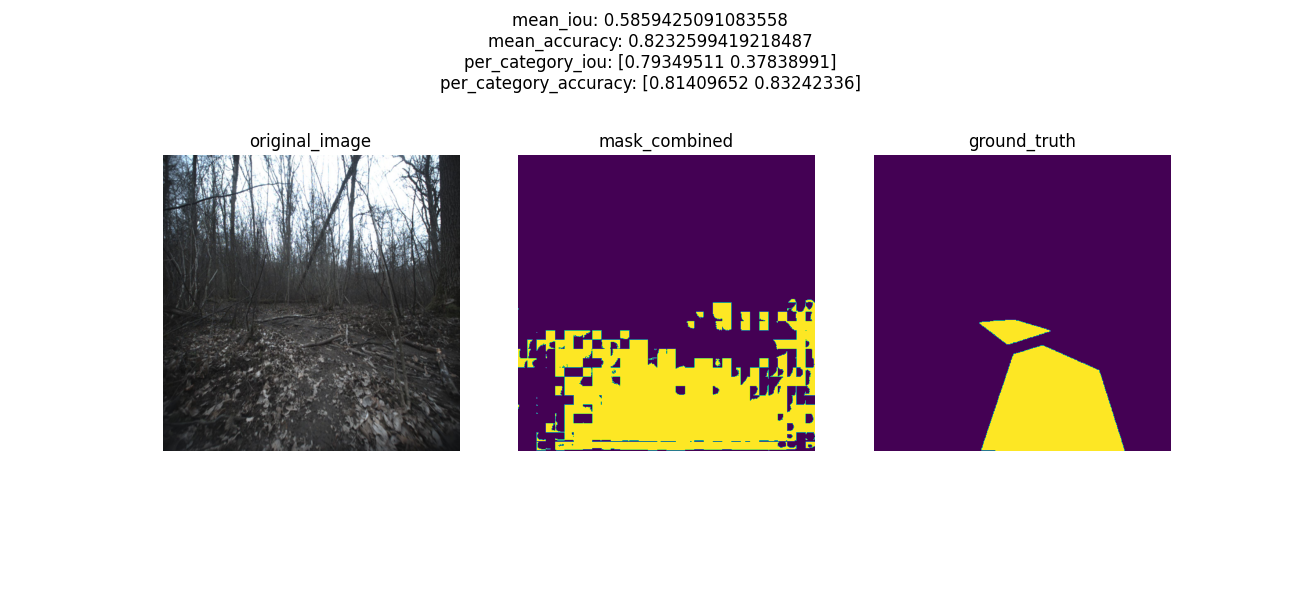 mean_iou: 0.5859425091083558
mean_accuracy: 0.8232599419218487
per_category_iou: [0.79349511 0.37838991]
per_category_accuracy: [0.81409652 0.83242336]
original_image
mask_combined
ground_truth